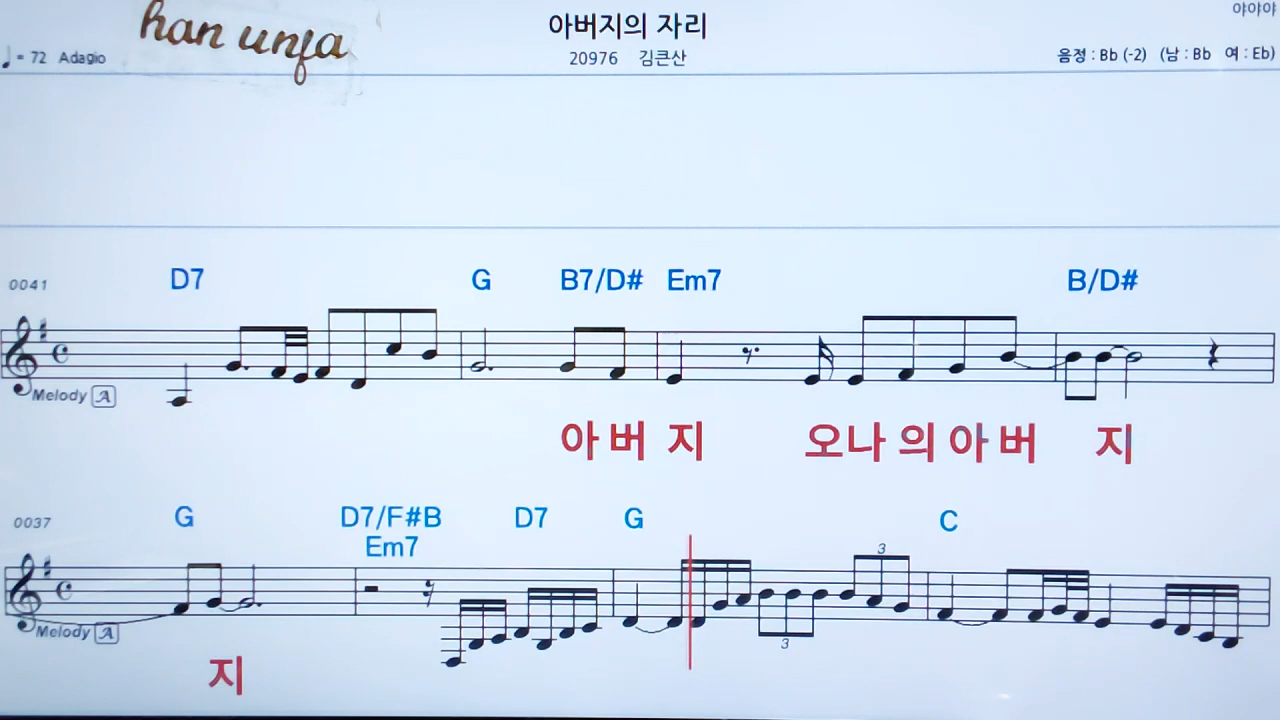 han unja
아버지의 자리
야야야
♩= 72 Adagio
20976 김큰산
음정 : Bb (-2) (남 : Bb 여 : Eb)
0041
D7 G B7/D# Em7 B/D#
Melody A
아 버 지 오 나 의 아 버 지
0037
G D7/F#B D7 G C
Em7
3
3
Melody A
지